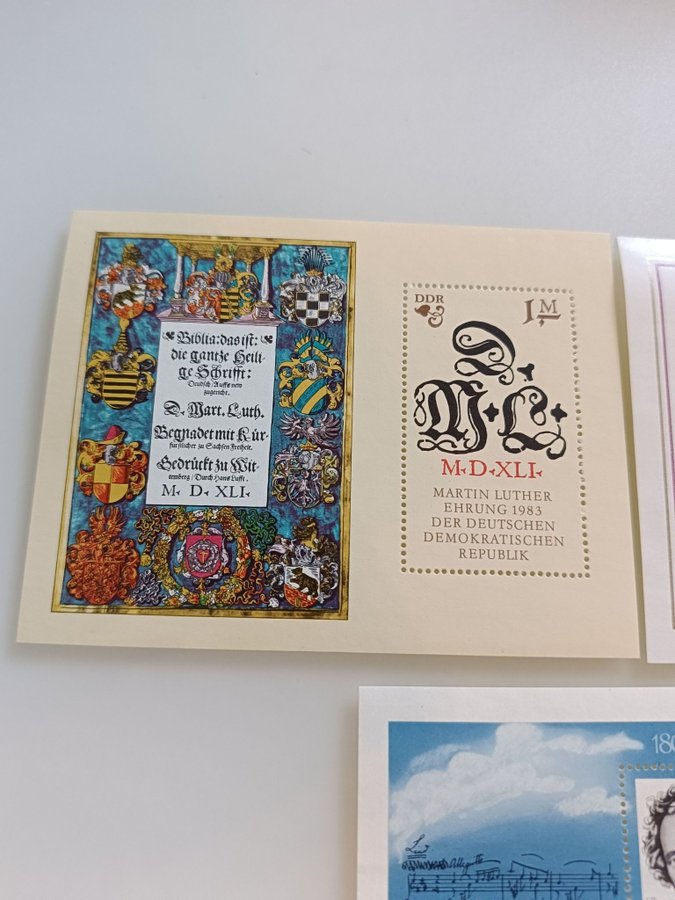 Biblia: das ist:
die gantze Heili
ge Schrifft:
Deudsch / Auffs new
zugericht.
D. Mart. Luth.
Begnadet mit Kür-
fürstlicher zu Sachsen Freiheit.
Gedrückt zu Wit-
temberg / Durch Hans Lufft.
M D XLI
DDR
1 M
D.
M. L.
M·D·XLI·
MARTIN LUTHER
EHRUNG 1983
DER DEUTSCHEN
DEMOKRATISCHEN
REPUBLIK
Allegretto